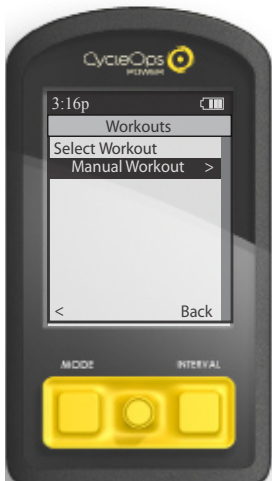 CycleOps
POWER
3:16p
Workouts
Select Workout
Manual Workout >
< Back
MODE INTERVAL